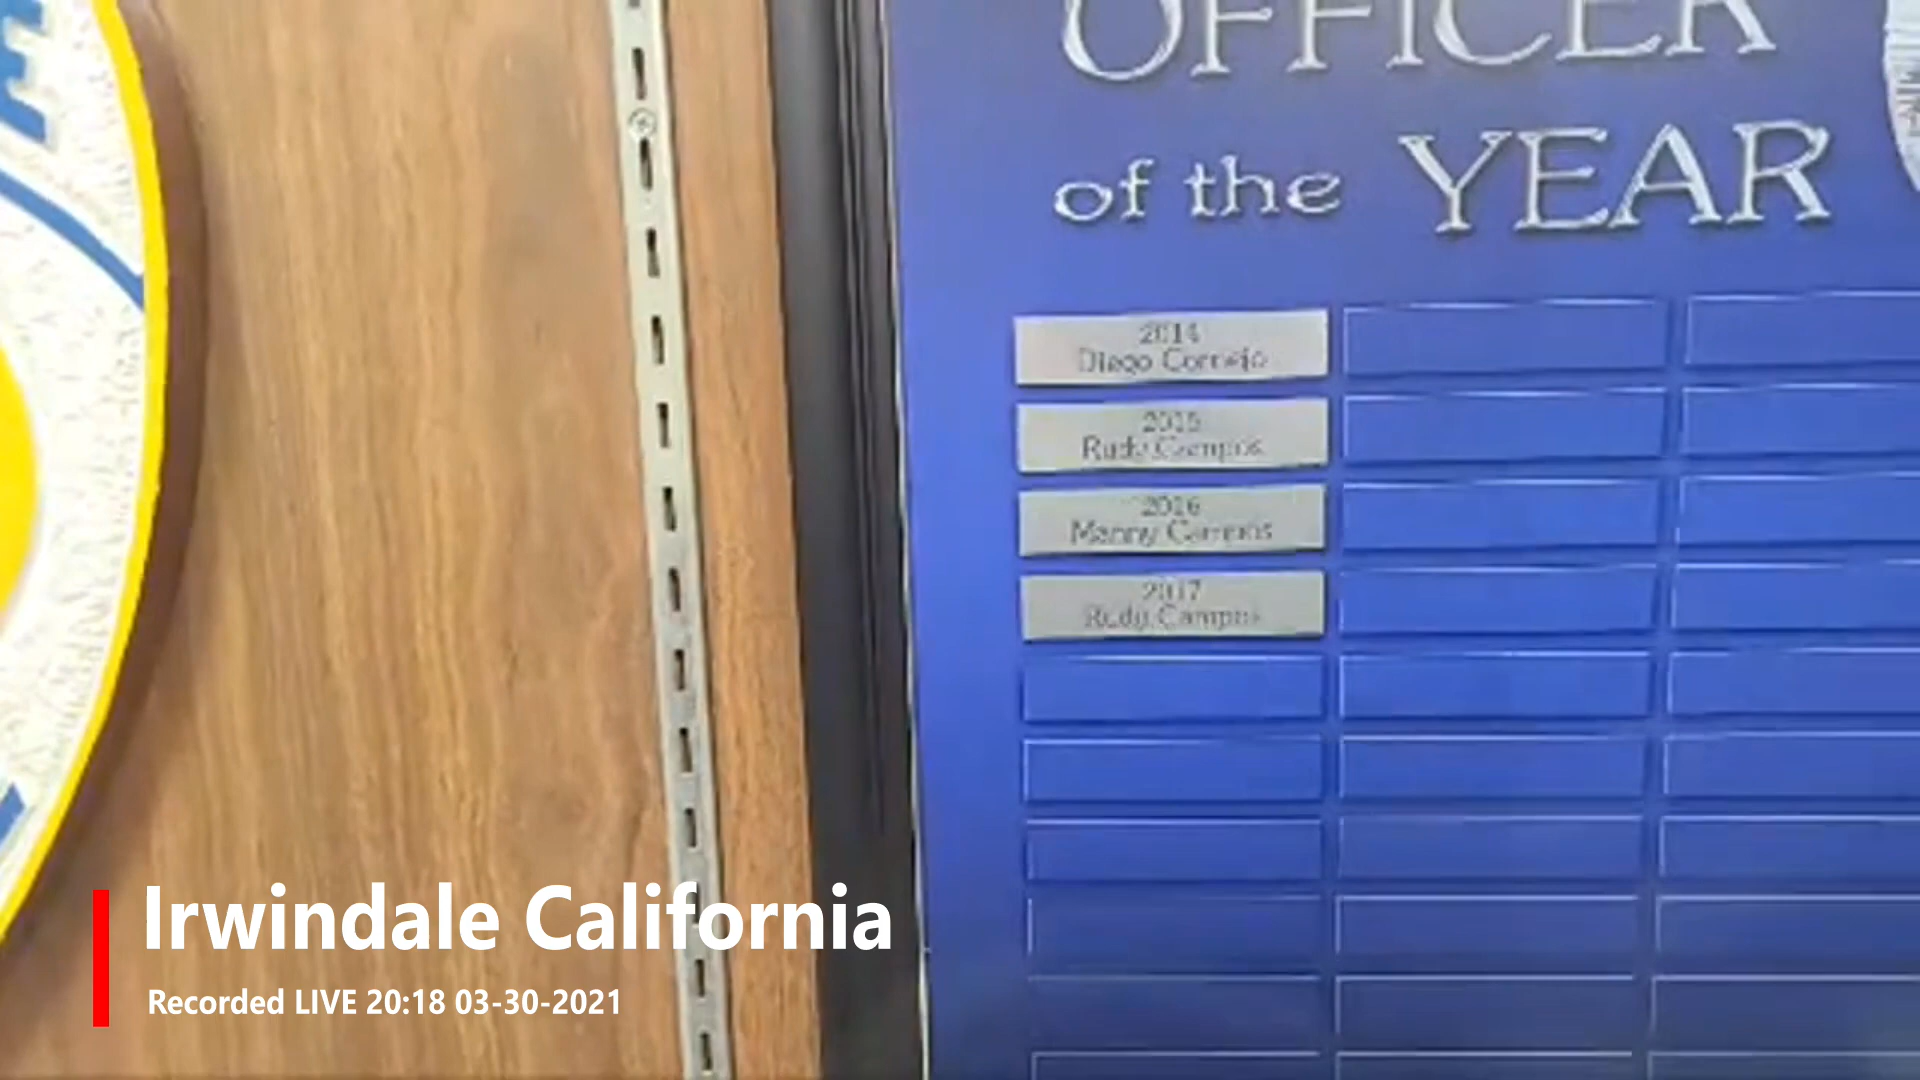 OFFICER
of the YEAR
2014
Diego Cornejo
2015
Rudy Campos
2016
Manny Campos
2017
Rudy Campos
Irwindale California
Recorded LIVE 20:18 03-30-2021